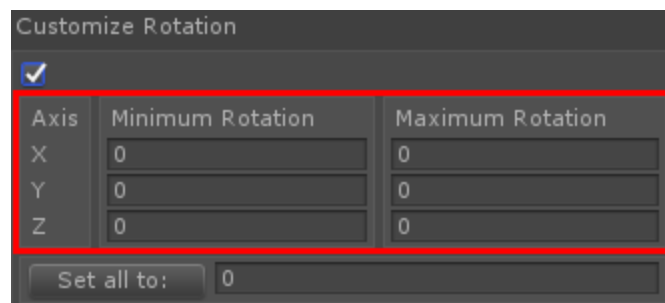 Customize Rotation
Axis Minimum Rotation Maximum Rotation
X 0 0
Y 0 0
Z 0 0
Set all to: 0